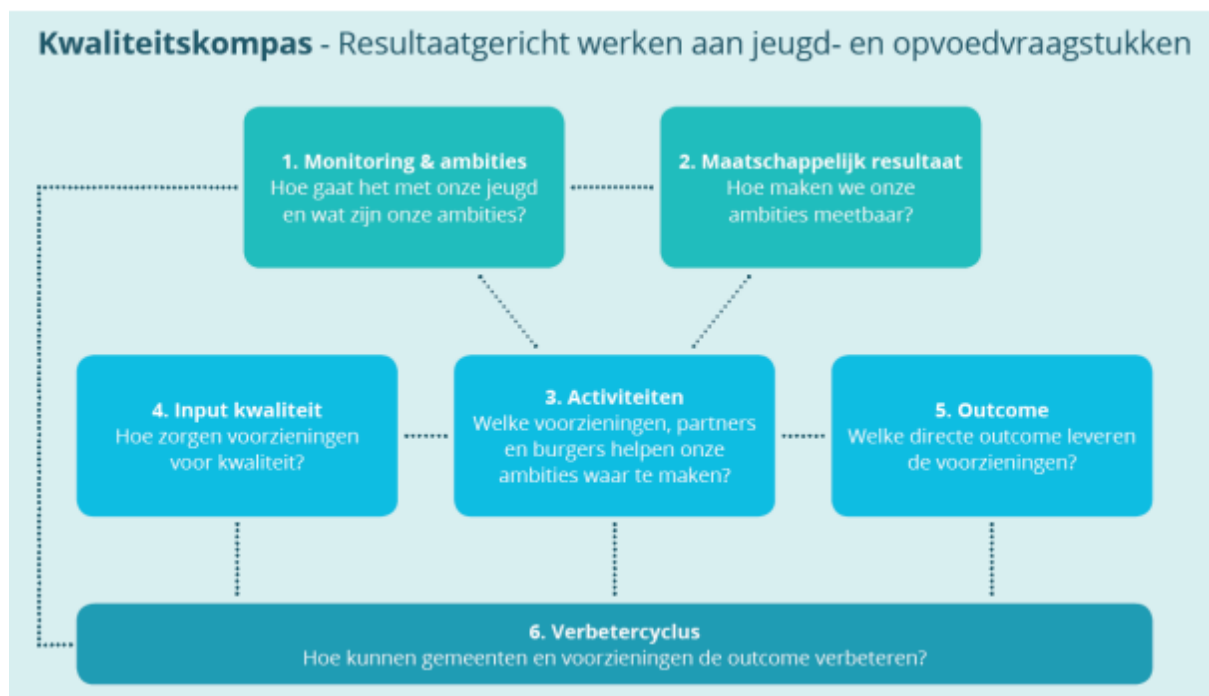 Kwaliteitskompas - Resultaatgericht werken aan jeugd- en opvoedvraagstukken
1. Monitoring & ambities
Hoe gaat het met onze jeugd
en wat zijn onze ambities?
2. Maatschappelijk resultaat
Hoe maken we onze
ambities meetbaar?
4. Input kwaliteit
Hoe zorgen voorzieningen
voor kwaliteit?
3. Activiteiten
Welke voorzieningen, partners
en burgers helpen onze
ambities waar te maken?
5. Outcome
Welke directe outcome leveren
de voorzieningen?
6. Verbetercyclus
Hoe kunnen gemeenten en voorzieningen de outcome verbeteren?